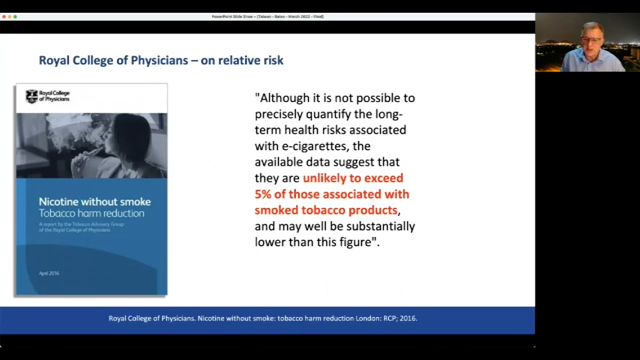 PowerPoint Slide Show - [Taiwan - Bates - March 2022 - Final]
Royal College of Physicians – on relative risk
Royal College
of Physicians
Nicotine without smoke
Tobacco harm reduction
A report by the Tobacco Advisory Group
of the Royal College of Physicians
April 2016
"Although it is not possible to
precisely quantify the long-
term health risks associated
with e-cigarettes, the
available data suggest that
they are unlikely to exceed
5% of those associated with
smoked tobacco products,
and may well be substantially
lower than this figure".
Royal College of Physicians. Nicotine without smoke: tobacco harm reduction London: RCP; 2016.